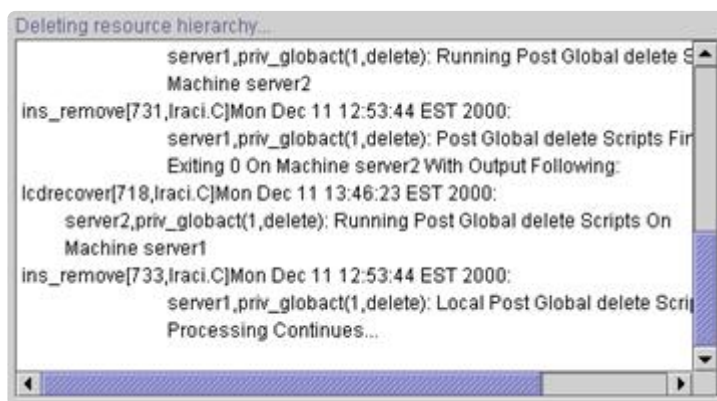 Deleting resource hierarchy...
server1,priv_globact(1,delete): Running Post Global delete S
Machine server2
ins_remove[731,lraci.C]Mon Dec 11 12:53:44 EST 2000:
server1,priv_globact(1,delete): Post Global delete Scripts Fin
Exiting 0 On Machine server2 With Output Following:
lcdrecover[718,lraci.C]Mon Dec 11 13:46:23 EST 2000:
server2,priv_globact(1,delete): Running Post Global delete Scripts On
Machine server1
ins_remove[733,lraci.C]Mon Dec 11 12:53:44 EST 2000:
server1,priv_globact(1,delete): Local Post Global delete Scrip
Processing Continues...